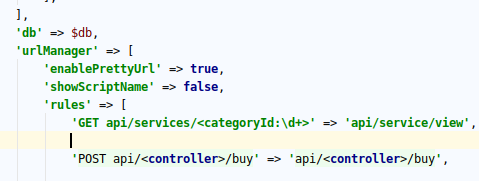 ],
'db' => $db,
'urlManager' => [
'enablePrettyUrl' => true,
'showScriptName' => false,
'rules' => [
'GET api/services/<categoryId:\d+>' => 'api/service/view',
'POST api/<controller>/buy' => 'api/<controller>/buy',